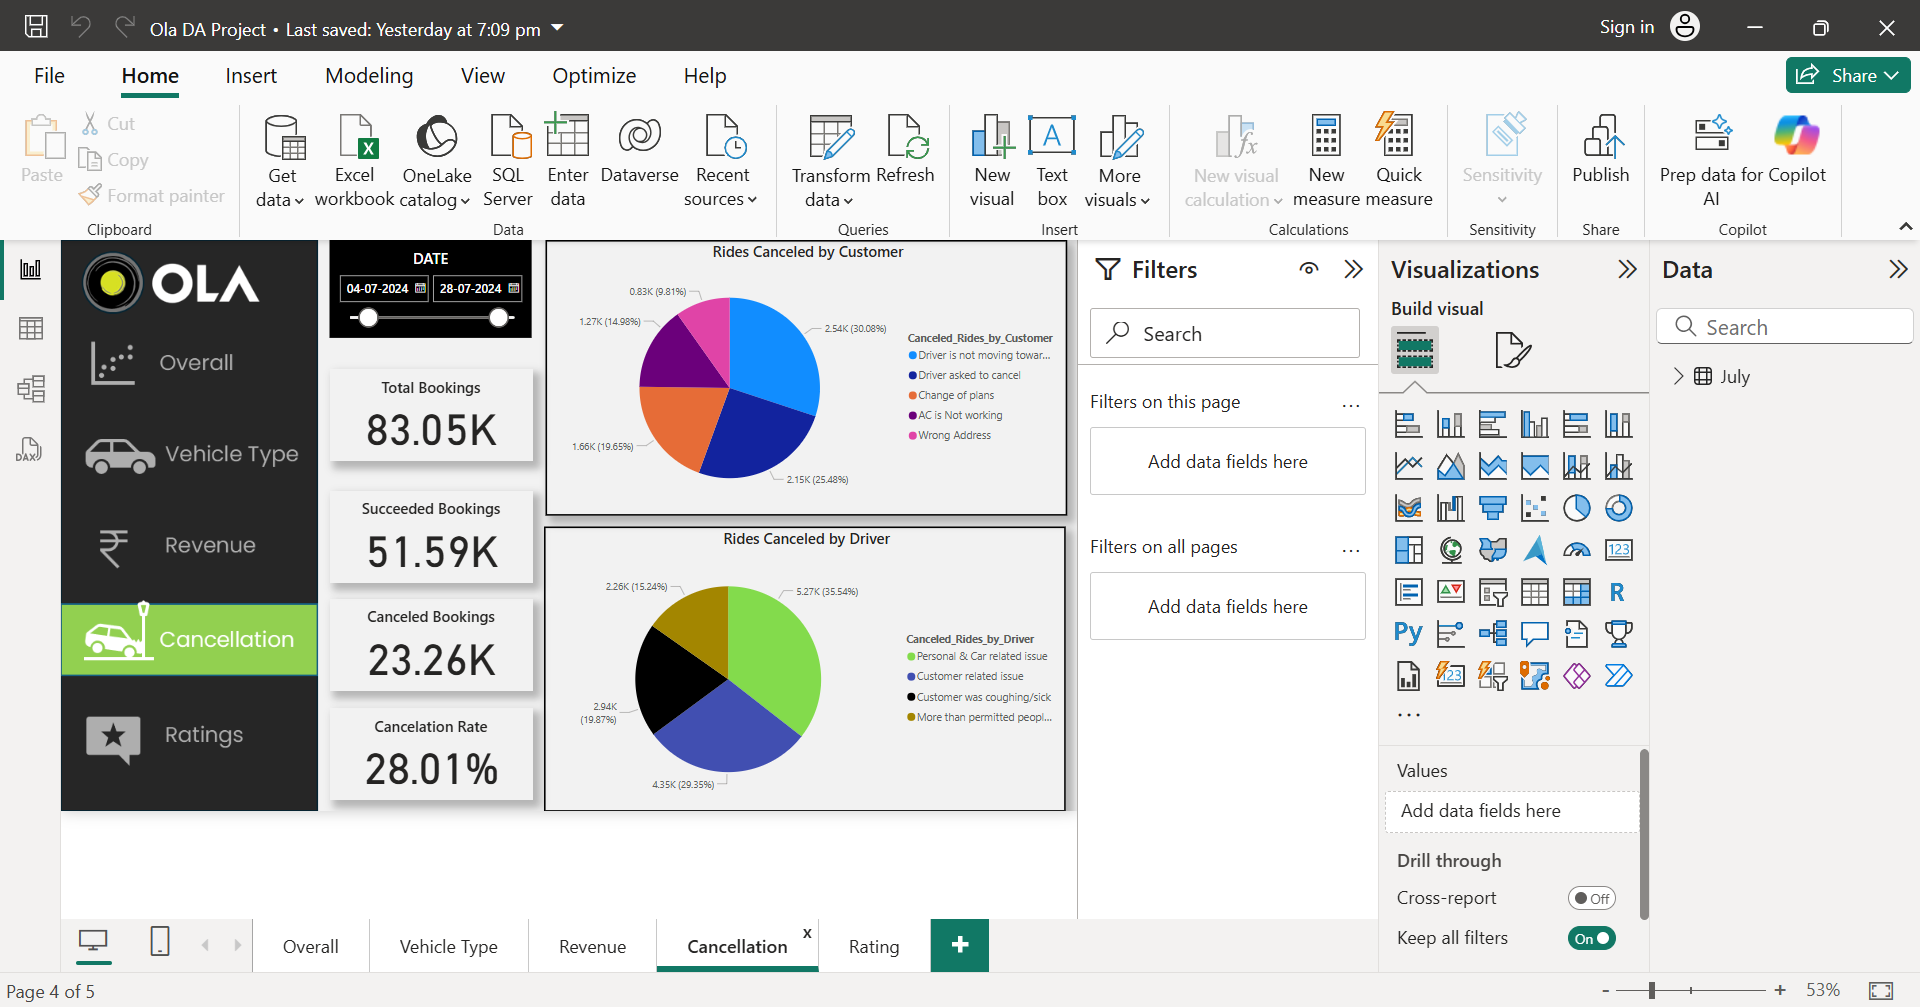 Ola DA Project • Last saved: Yesterday at 7:09 pm
Sign in
File
Home
Insert
Modeling
View
Optimize
Help
Share
Paste
Cut
Copy
Format painter
Clipboard
Get
data
Excel
workbook
OneLake
catalog
SQL
Server
Enter
data
Dataverse
Recent
sources
Data
Transform
data
Refresh
Queries
New
visual
Text
box
More
visuals
Insert
New visual
calculation
New
measure
Quick
measure
Calculations
Sensitivity
Sensitivity
Publish
Share
Prep data for
AI
Copilot
Copilot
DAX
OLA
Overall
Vehicle Type
Revenue
Cancellation
Ratings
DATE
04-07-2024
28-07-2024
Total Bookings
83.05K
Succeeded Bookings
51.59K
Canceled Bookings
23.26K
Cancelation Rate
28.01%
Rides Canceled by Customer
0.83K (9.81%)
1.27K (14.98%)
2.54K (30.08%)
1.66K (19.65%)
2.15K (25.48%)
Canceled_Rides_by_Customer
Driver is not moving towar...
Driver asked to cancel
Change of plans
AC is Not working
Wrong Address
Rides Canceled by Driver
2.26K (15.24%)
5.27K (35.54%)
2.94K
(19.87%)
4.35K (29.35%)
Canceled_Rides_by_Driver
Personal & Car related issue
Customer related issue
Customer was coughing/sick
More than permitted peopl...
Filters
Search
Filters on this page
...
Add data fields here
Filters on all pages
...
Add data fields here
Visualizations
Build visual
123
R
Py
123
...
Values
Add data fields here
Drill through
Cross-report
Off
Keep all filters
On
Data
Search
July
Overall
Vehicle Type
Revenue
Cancellation
x
Rating
+
Page 4 of 5
-
+
53%